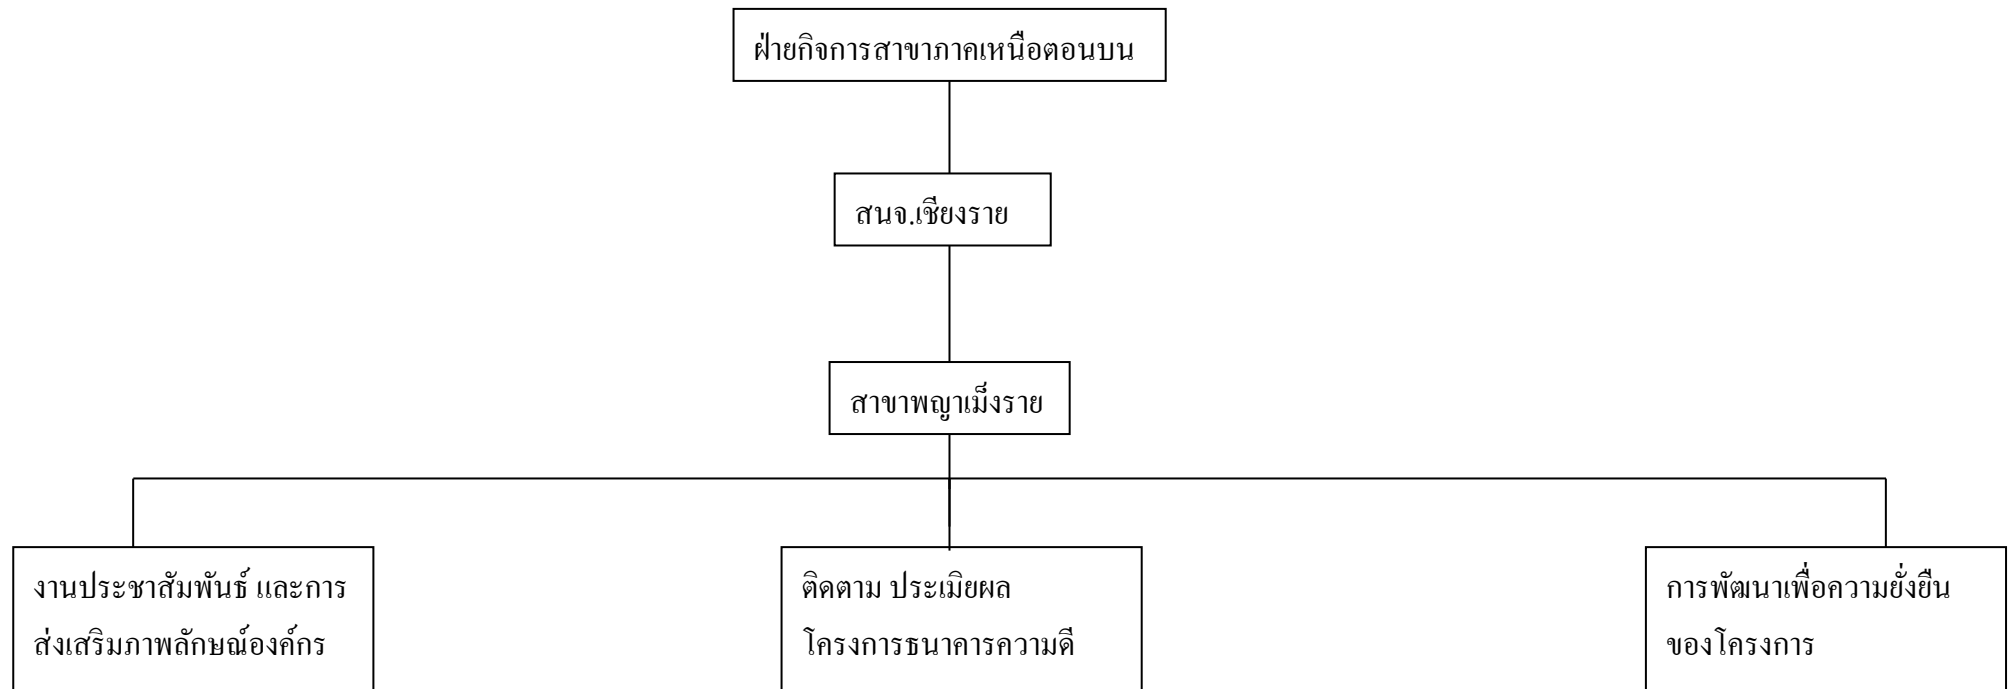 ฝ่ายกิจการสาขาภาคเหนือตอนบน
สนจ.เชียงราย
สาขาพญาเม็งราย
งานประชาสัมพันธ์ และการ
ส่งเสริมภาพลักษณ์องค์กร
ติดตาม ประเมิยผล
โครงการธนาคารความดี
การพัฒนาเพื่อความยั่งยืน
ของโครงการ